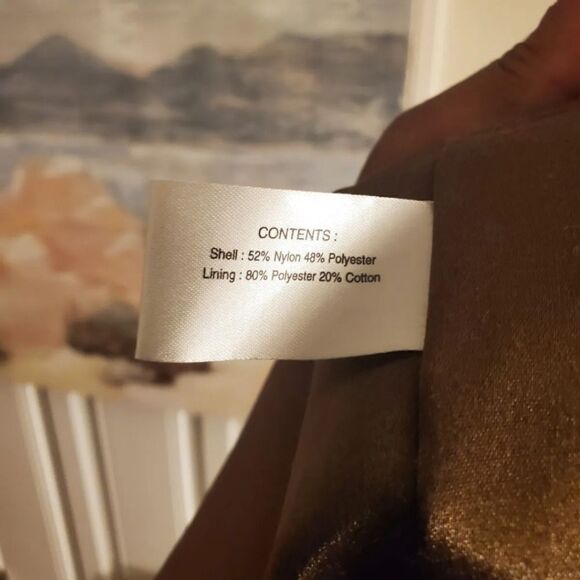 CONTENTS :
Shell : 52% Nylon 48% Polyester
Lining : 80% Polyester 20% Cotton